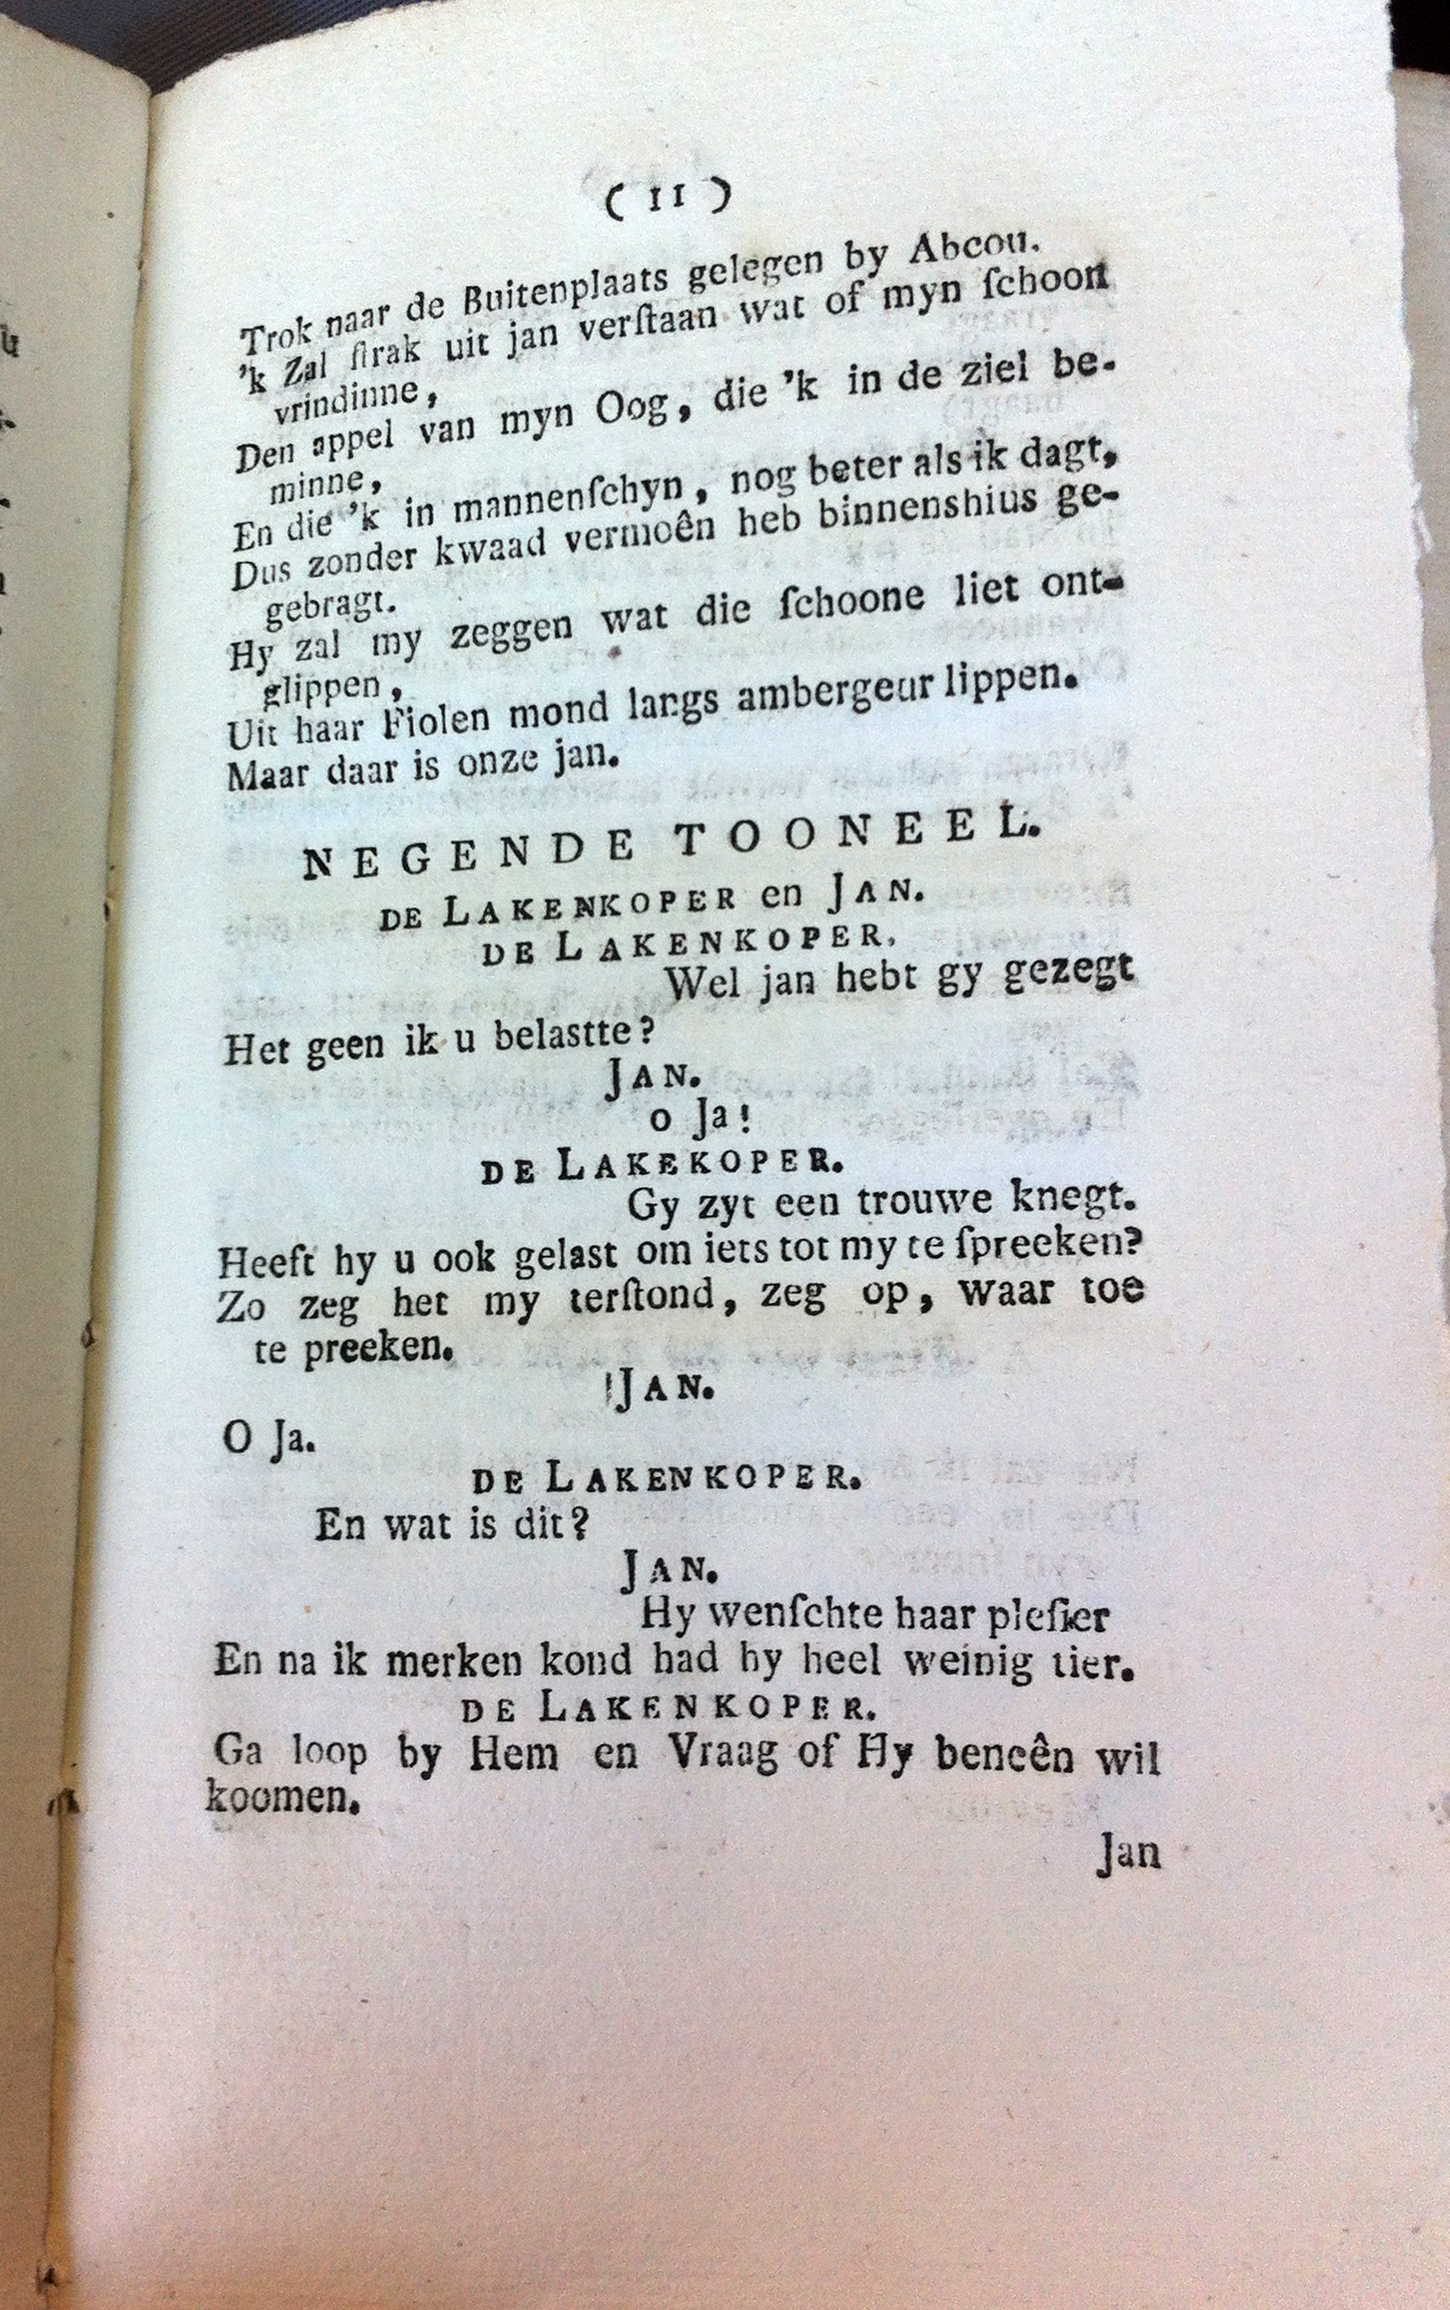 ( 11 )
Trok naar de Buitenplaats gelegen by Abcou.
'k Zal ſtrak uit jan verſtaan wat of myn ſchoon
vrindinne,
Den appel van myn Oog, die 'k in de ziel be-
minne,
En die 'k in mannenſchyn, nog beter als ik dagt,
Dus zonder kwaad vermoên heb binnenshius ge-
gebragt.
Hy zal my zeggen wat die ſchoone liet ont-
glippen,
Uit haar Fiolen mond langs ambergeur lippen.
Maar daar is onze jan.
NEGENDE TOONEEL.
DE LAKENKOPER en JAN.
DE LAKENKOPER.
Wel jan hebt gy gezegt
Het geen ik u belastte?
JAN.
o Ja!
DE LAKEKOPER.
Gy zyt een trouwe knegt.
Heeft hy u ook gelast om iets tot my te ſpreeken?
Zo zeg het my terſtond, zeg op, waar toe
te preeken.
JAN.
O Ja.
DE LAKENKOPER.
En wat is dit?
JAN.
Hy wenſchte haar pleſier
En na ik merken kond had hy heel weinig tier.
DE LAKENKOPER.
Ga loop by Hem en Vraag of Hy beneên wil
koomen.
Jan